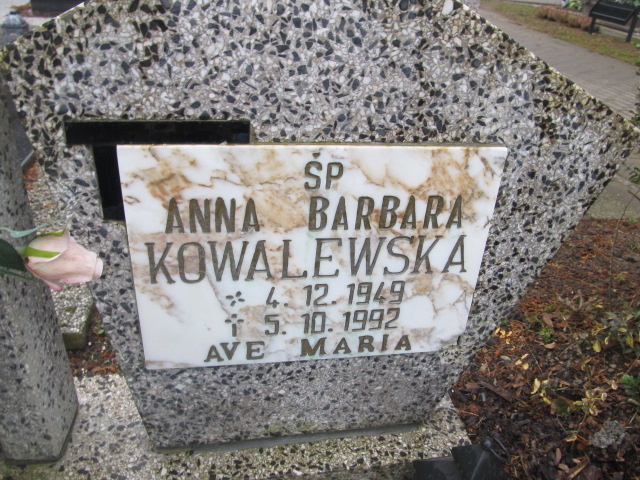 ŚP
ANNA BARBARA
KOWALEWSKA
* 4.12.1949
† 5.10.1992
AVE MARIA